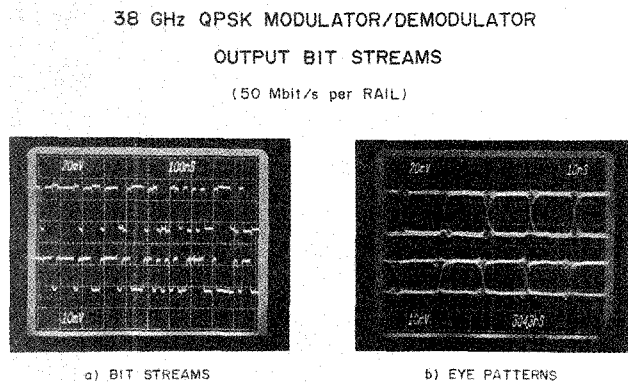 38 GHz QPSK MODULATOR/DEMODULATOR
OUTPUT BIT STREAMS
(50 Mbit/s per RAIL)
20mV 100nS
10mV
20mV 10nS
10mV
a) BIT STREAMS
b) EYE PATTERNS